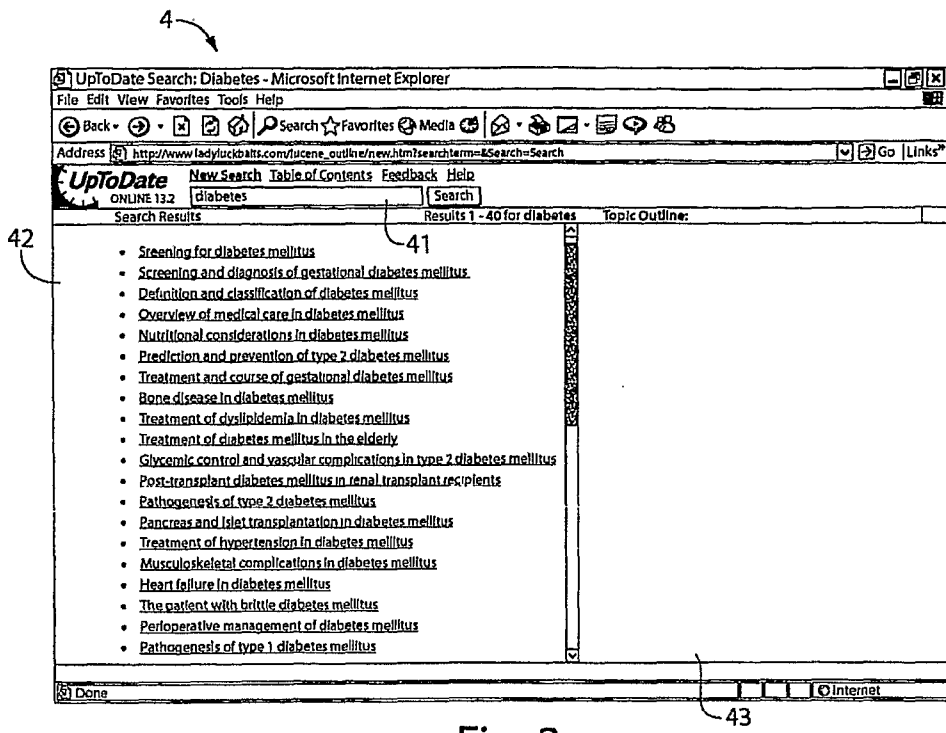 4
UpToDate Search: Diabetes - Microsoft Internet Explorer
File Edit View Favorites Tools Help
Back Search Favorites Media
Address http://www.ladyluckbaits.com/lucene_outline/new.htm?searchterm=&Search=Search Go Links
UpToDate New Search Table of Contents Feedback Help
ONLINE 13.2 diabetes Search
Search Results Results 1 - 40 for diabetes Topic Outline:
41
42
• Sreening for diabetes mellitus
• Screening and diagnosis of gestational diabetes mellitus
• Definition and classification of diabetes mellitus
• Overview of medical care in diabetes mellitus
• Nutritional considerations in diabetes mellitus
• Prediction and prevention of type 2 diabetes mellitus
• Treatment and course of gestational diabetes mellitus
• Bone disease in diabetes mellitus
• Treatment of dyslipidemia in diabetes mellitus
• Treatment of diabetes mellitus in the elderly
• Glycemic control and vascular complications in type 2 diabetes mellitus
• Post-transplant diabetes mellitus in renal transplant recipients
• Pathogenesis of type 2 diabetes mellitus
• Pancreas and islet transplantation in diabetes mellitus
• Treatment of hypertension in diabetes mellitus
• Musculoskeletal complications in diabetes mellitus
• Heart failure in diabetes mellitus
• The patient with brittle diabetes mellitus
• Perioperative management of diabetes mellitus
• Pathogenesis of type 1 diabetes mellitus
Done Internet
43